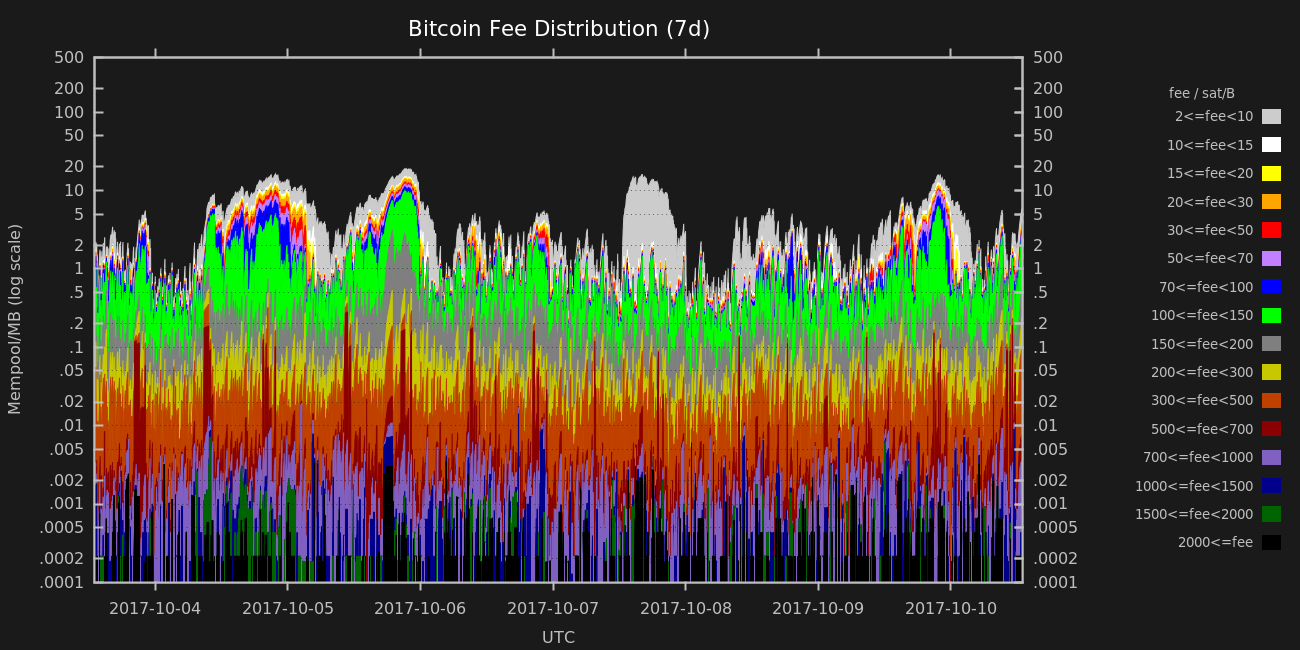 Bitcoin Fee Distribution (7d)
500
200
100
50
20
10
5
2
1
.5
.2
.1
.05
.02
.01
.005
.002
.001
.0005
.0002
.0001
Mempool/MB (log scale)
500
200
100
50
20
10
5
2
1
.5
.2
.1
.05
.02
.01
.005
.002
.001
.0005
.0002
.0001
2017-10-04 2017-10-05 2017-10-06 2017-10-07 2017-10-08 2017-10-09 2017-10-10
UTC
fee / sat/B
2<=fee<10
10<=fee<15
15<=fee<20
20<=fee<30
30<=fee<50
50<=fee<70
70<=fee<100
100<=fee<150
150<=fee<200
200<=fee<300
300<=fee<500
500<=fee<700
700<=fee<1000
1000<=fee<1500
1500<=fee<2000
2000<=fee